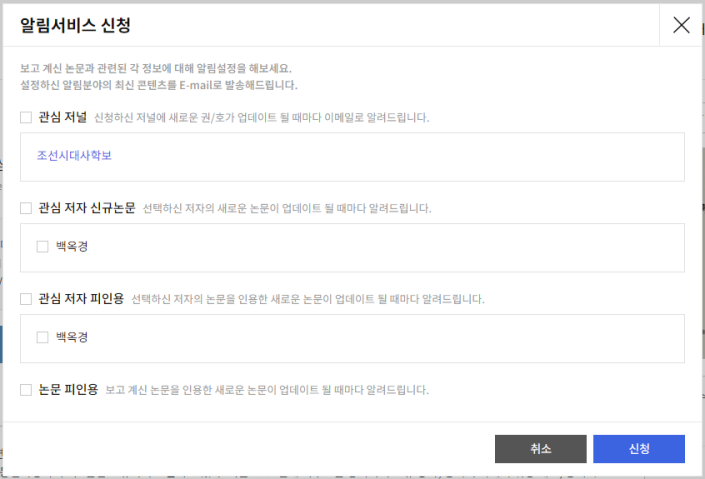 알림서비스 신청
보고 계신 논문과 관련된 각 정보에 대해 알림설정을 해보세요.
설정하신 알림분야의 최신 콘텐츠를 E-mail로 발송해드립니다.
관심 저널 신청하신 저널에 새로운 권/호가 업데이트 될 때마다 이메일로 알려드립니다.
조선시대사학보
관심 저자 신규논문 선택하신 저자의 새로운 논문이 업데이트 될 때마다 알려드립니다.
백옥경
관심 저자 피인용 선택하신 저자의 논문을 인용한 새로운 논문이 업데이트 될 때마다 알려드립니다.
백옥경
논문 피인용 보고 계신 논문을 인용한 새로운 논문이 업데이트 될 때마다 알려드립니다.
취소 신청